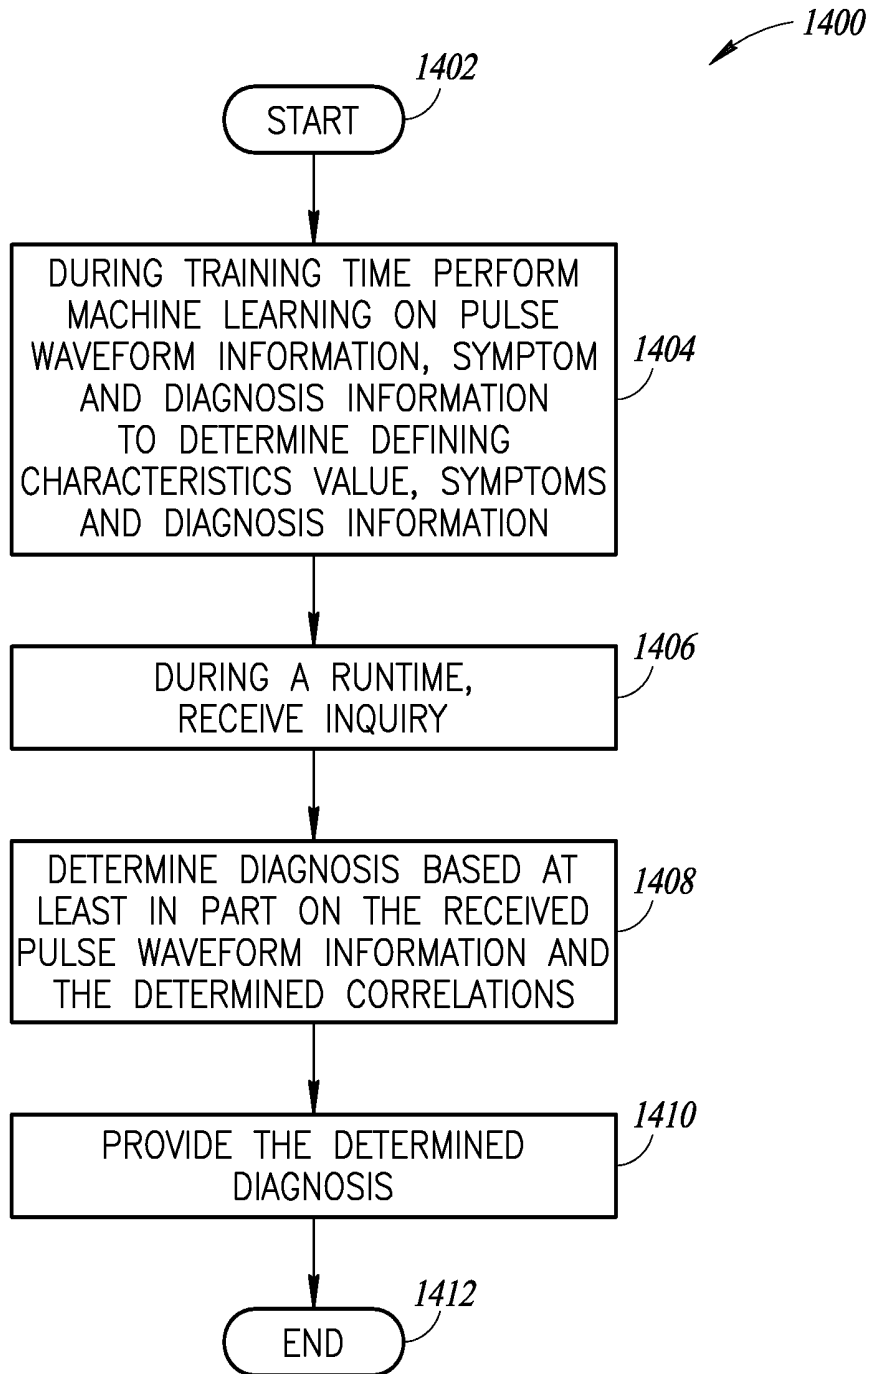 1400
1402
START
DURING TRAINING TIME PERFORM
MACHINE LEARNING ON PULSE
WAVEFORM INFORMATION, SYMPTOM
AND DIAGNOSIS INFORMATION
TO DETERMINE DEFINING
CHARACTERISTICS VALUE, SYMPTOMS
AND DIAGNOSIS INFORMATION
1404
DURING A RUNTIME,
RECEIVE INQUIRY
1406
DETERMINE DIAGNOSIS BASED AT
LEAST IN PART ON THE RECEIVED
PULSE WAVEFORM INFORMATION AND
THE DETERMINED CORRELATIONS
1408
PROVIDE THE DETERMINED
DIAGNOSIS
1410
END
1412